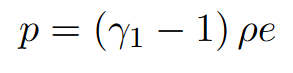 p = (γ₁ − 1) ρe